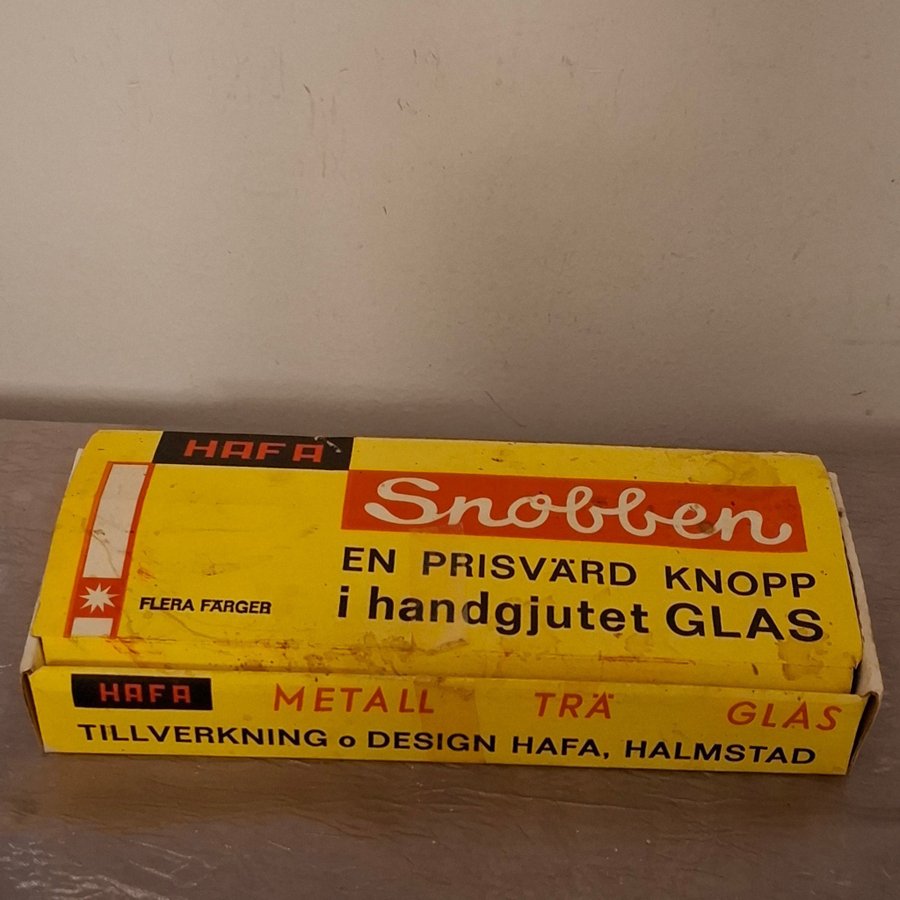 HAFA
Snobben
EN PRISVÄRD KNOPP
i handgjutet GLAS
FLERA FÄRGER
HAFA METALL TRÄ GLAS
TILLVERKNING o DESIGN HAFA, HALMSTAD